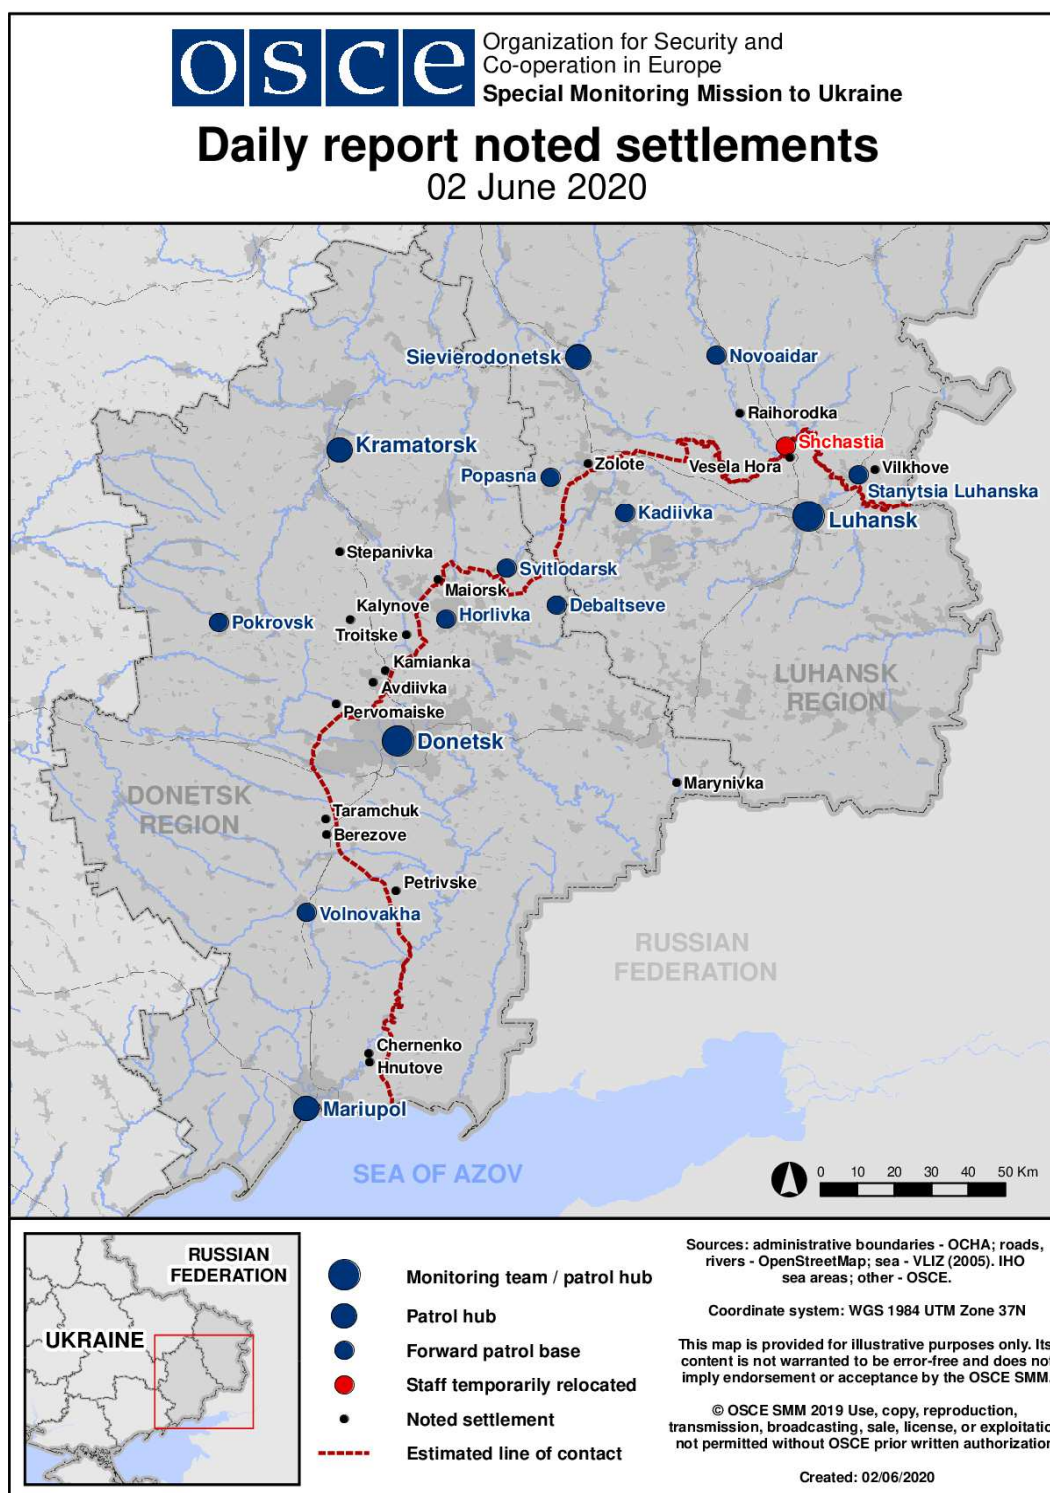 osce
Organization for Security and
Co-operation in Europe
Special Monitoring Mission to Ukraine
Daily report noted settlements
02 June 2020
Sievierodonetsk
Novoaidar
Raihorodka
Kramatorsk
Shchastia
Zolote
Vesela Hora
Vilkhove
Popasna
Stanytsia Luhanska
Kadiivka
Luhansk
Stepanivka
Svitlodarsk
Maiorsk
Kalynove
Debaltseve
Horlivka
Pokrovsk
Troitske
Kamianka
LUHANSK
REGION
Avdiivka
Pervomaiske
Donetsk
Marynivka
DONETSK
REGION
Taramchuk
Berezove
Petrivske
Volnovakha
RUSSIAN
FEDERATION
Chernenko
Hnutove
Mariupol
SEA OF AZOV
0 10 20 30 40 50 Km
RUSSIAN
FEDERATION
UKRAINE
Monitoring team / patrol hub
Patrol hub
Forward patrol base
Staff temporarily relocated
Noted settlement
Estimated line of contact
Sources: administrative boundaries - OCHA; roads,
rivers - OpenStreetMap; sea - VLIZ (2005). IHO
sea areas; other - OSCE.
Coordinate system: WGS 1984 UTM Zone 37N
This map is provided for illustrative purposes only. Its
content is not warranted to be error-free and does not
imply endorsement or acceptance by the OSCE SMM.
© OSCE SMM 2019 Use, copy, reproduction,
transmission, broadcasting, sale, license, or exploitatio
not permitted without OSCE prior written authorization
Created: 02/06/2020